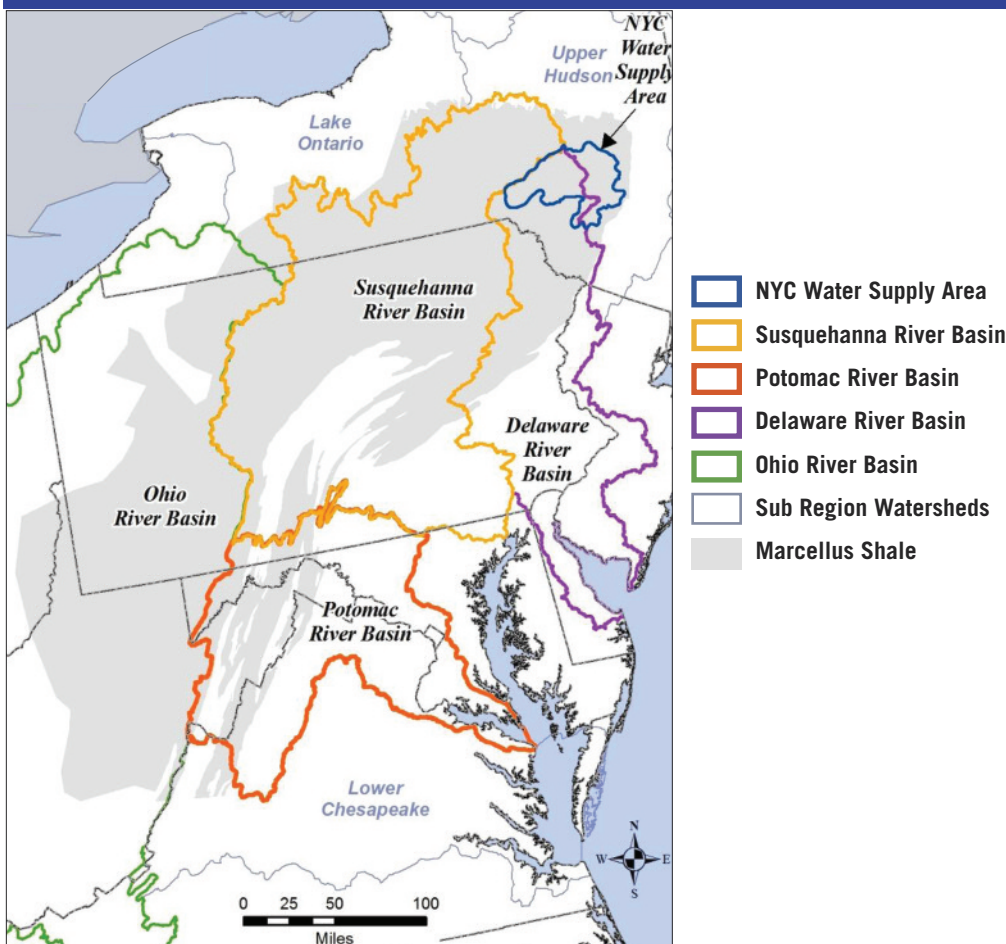 NYC
Water
Supply
Area
Upper
Hudson
Lake
Ontario
Susquehanna
River Basin
Delaware
River
Basin
Ohio
River Basin
Potomac
River Basin
Lower
Chesapeake
N
W E
S
0 25 50 100
Miles
NYC Water Supply Area
Susquehanna River Basin
Potomac River Basin
Delaware River Basin
Ohio River Basin
Sub Region Watersheds
Marcellus Shale